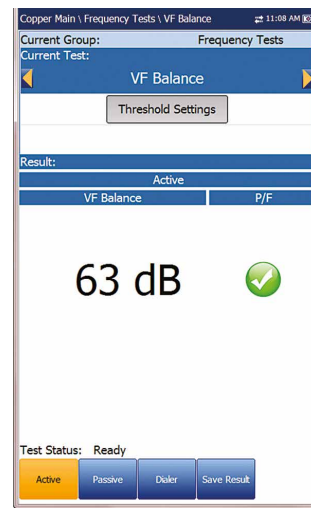 Copper Main \ Frequency Tests \ VF Balance 11:08 AM
Current Group: Frequency Tests
Current Test:
VF Balance
Threshold Settings
Result:
Active
VF Balance P/F
63 dB
Test Status: Ready
Active Passive Dialer Save Result